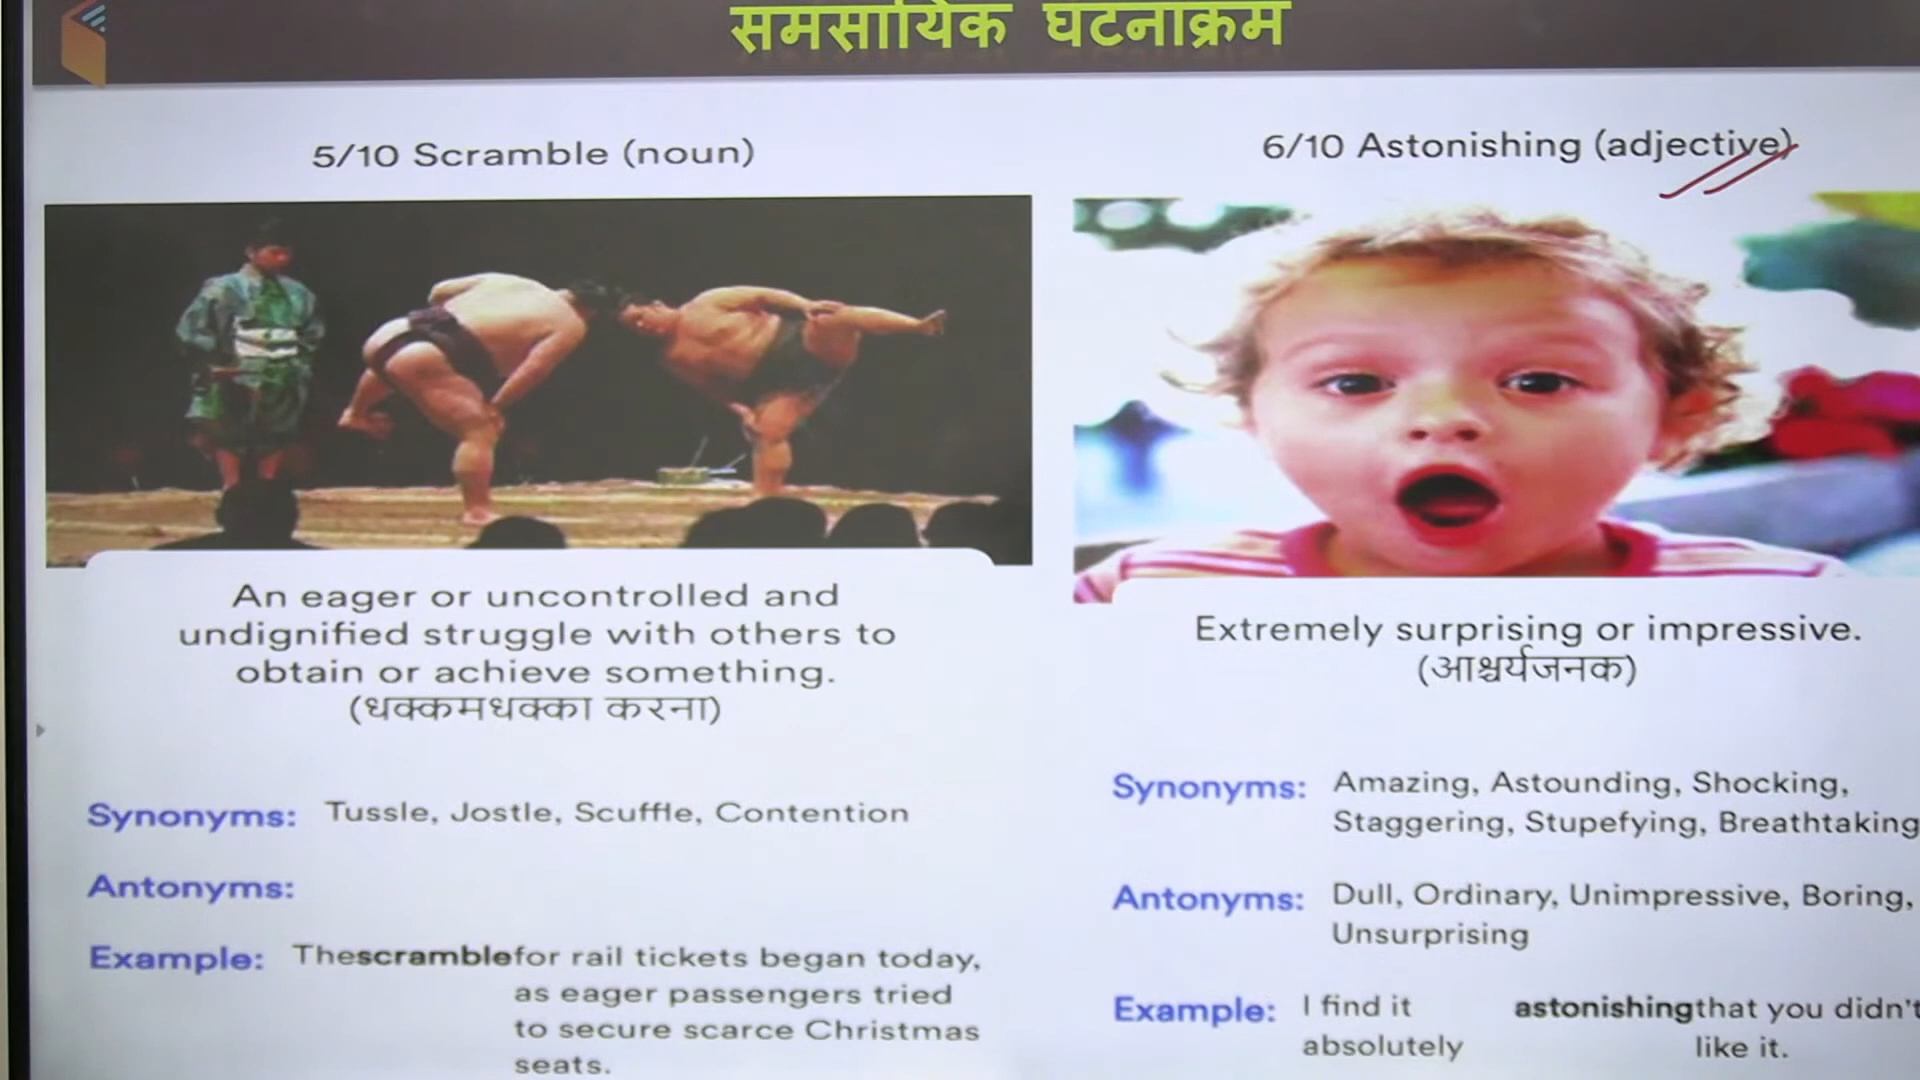 समसायिक घटनाक्रम
5/10 Scramble (noun)
An eager or uncontrolled and
undignified struggle with others to
obtain or achieve something.
(धक्कमधक्का करना)
Synonyms: Tussle, Jostle, Scuffle, Contention
Antonyms:
Example: Thescramblefor rail tickets began today,
as eager passengers tried
to secure scarce Christmas
seats.
6/10 Astonishing (adjective)
Extremely surprising or impressive.
(आश्चर्यजनक)
Synonyms: Amazing, Astounding, Shocking,
Staggering, Stupefying, Breathtaking
Antonyms: Dull, Ordinary, Unimpressive, Boring,
Unsurprising
Example: I find it astonishingthat you didn't
absolutely like it.